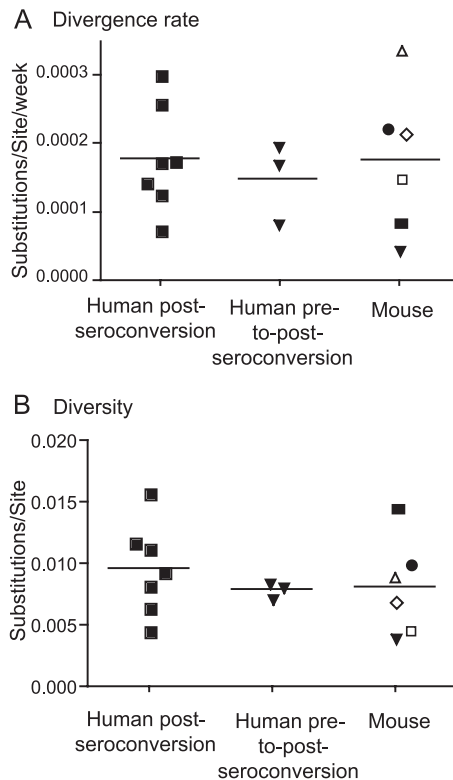 A Divergence rate
Substitutions/Site/week
0.0003
0.0002
0.0001
0.0000
Human post-
seroconversion
Human pre-
to-post-
seroconversion
Mouse
B Diversity
Substitutions/Site
0.020
0.015
0.010
0.005
0.000
Human post-
seroconversion
Human pre-
to-post-
seroconversion
Mouse